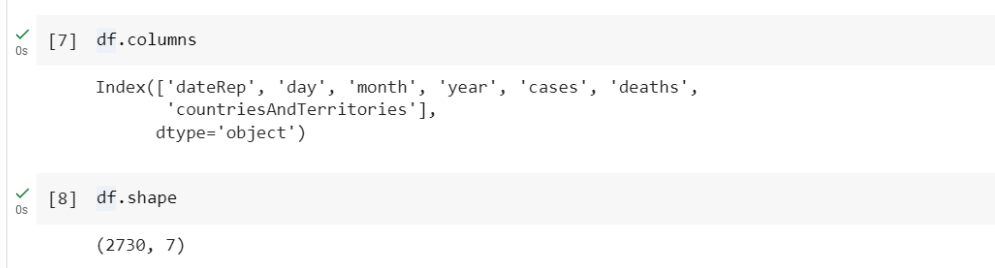 [7] df.columns
0s
Index(['dateRep', 'day', 'month', 'year', 'cases', 'deaths',
'countriesAndTerritories'],
dtype='object')
[8] df.shape
0s
(2730, 7)